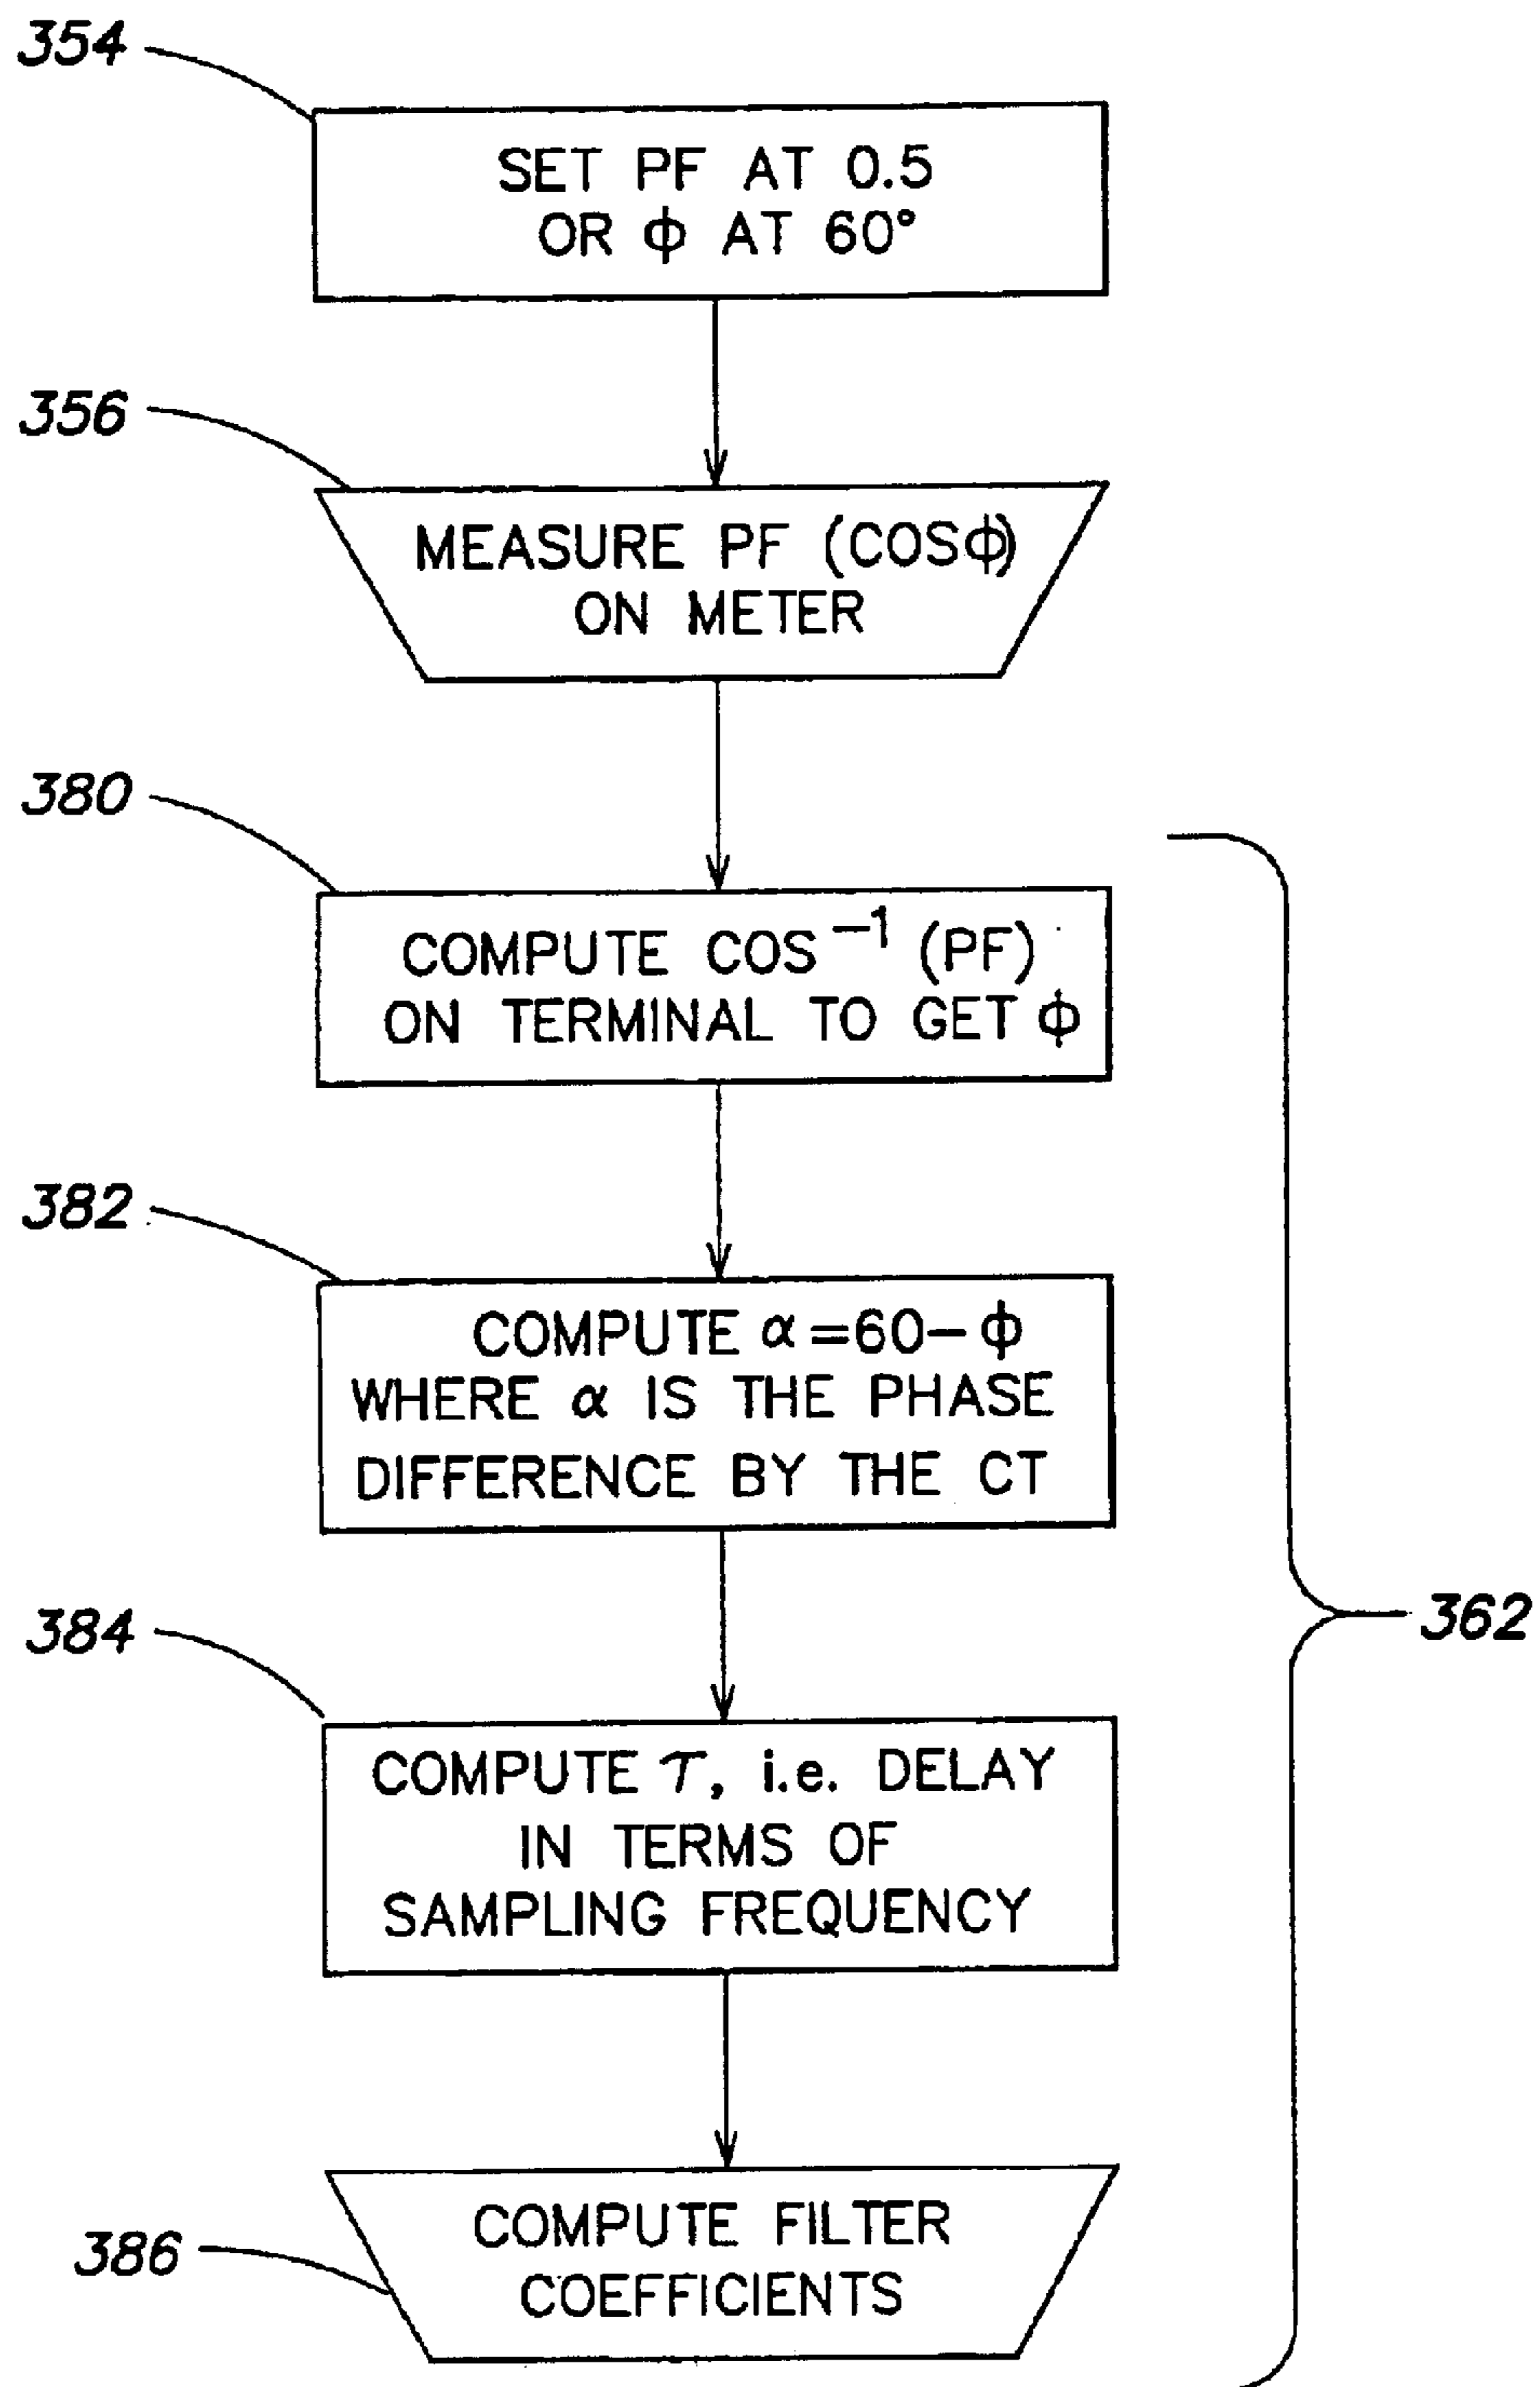 354
SET PF AT 0.5
OR ϕ AT 60°
356
MEASURE PF (COSϕ)
ON METER
380
COMPUTE COS⁻¹ (PF)
ON TERMINAL TO GET ϕ
382
COMPUTE α=60-ϕ
WHERE α IS THE PHASE
DIFFERENCE BY THE CT
384
COMPUTE τ, i.e. DELAY
IN TERMS OF
SAMPLING FREQUENCY
362
386
COMPUTE FILTER
COEFFICIENTS